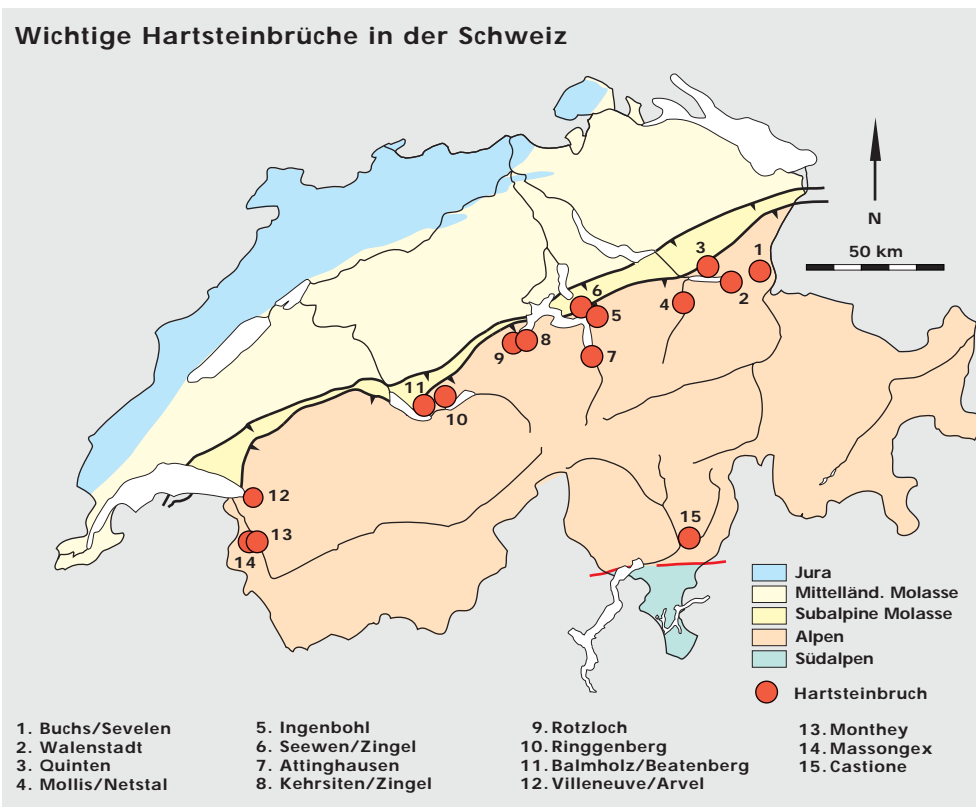 Wichtige Hartsteinbrüche in der Schweiz
N
50 km
3
1
2
6
4
5
8
9
7
11
10
12
15
13
14
Jura
Mittelländ. Molasse
Subalpine Molasse
Alpen
Südalpen
Hartsteinbruch
1. Buchs/Sevelen
2. Walenstadt
3. Quinten
4. Mollis/Netstal
5. Ingenbohl
6. Seewen/Zingel
7. Attinghausen
8. Kehrsiten/Zingel
9. Rotzloch
10. Ringgenberg
11. Balmholz/Beatenberg
12. Villeneuve/Arvel
13. Monthey
14. Massongex
15. Castione